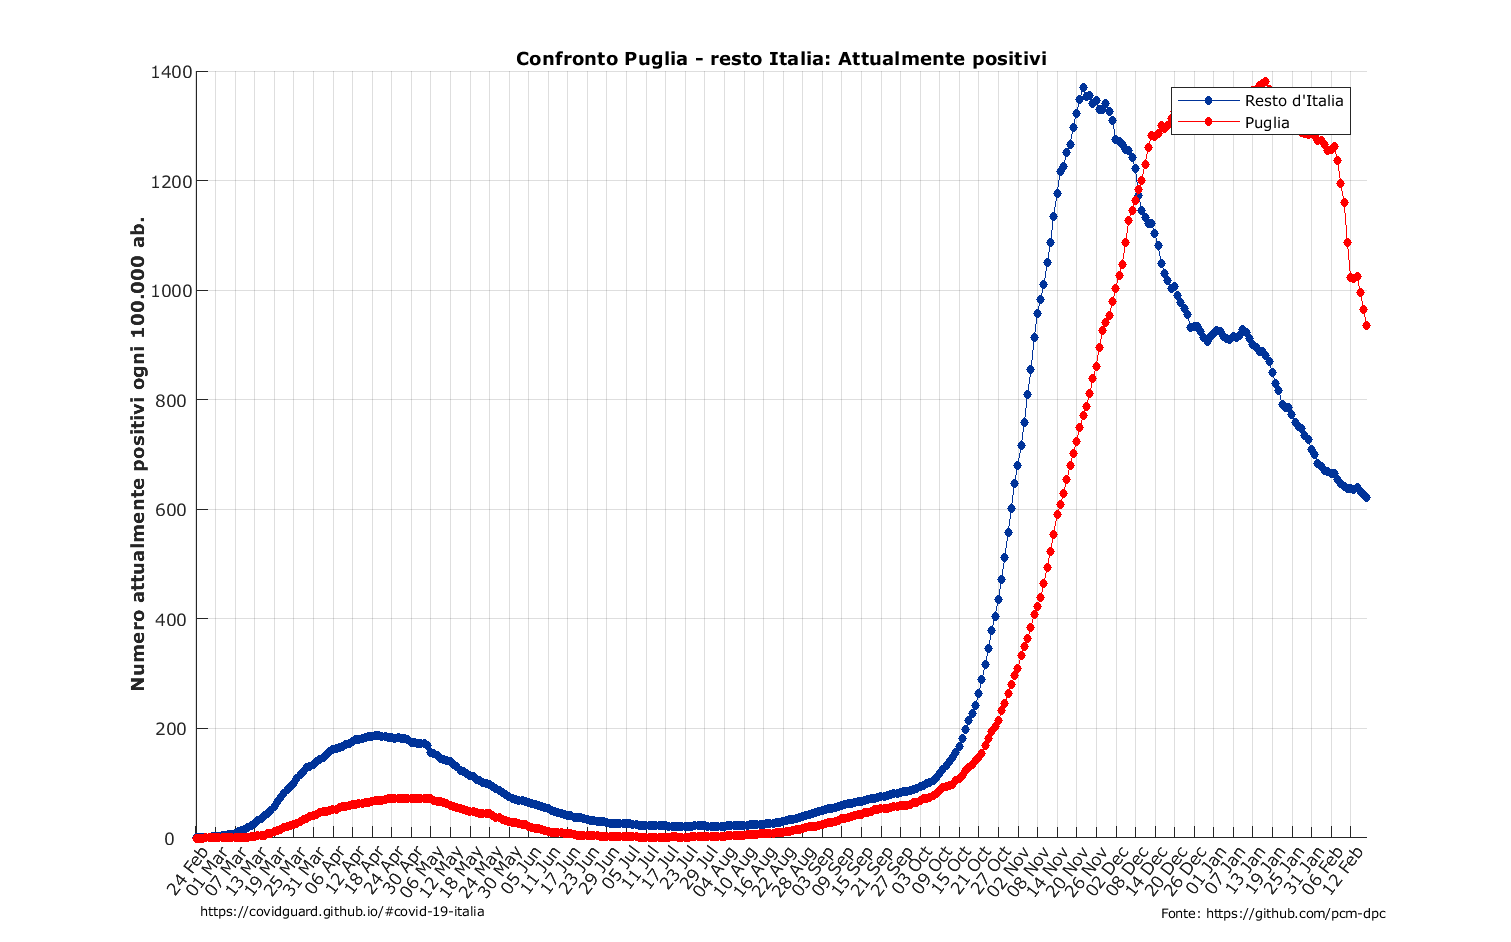 Confronto Puglia - resto Italia: Attualmente positivi
Numero attualmente positivi ogni 100.000 ab.
1400
1200
1000
800
600
400
200
0
Resto d'Italia
Puglia
24 Feb
01 Mar
07 Mar
13 Mar
19 Mar
25 Mar
31 Mar
06 Apr
12 Apr
18 Apr
24 Apr
30 Apr
06 May
12 May
18 May
24 May
30 May
05 Jun
11 Jun
17 Jun
23 Jun
29 Jun
05 Jul
11 Jul
17 Jul
23 Jul
29 Jul
04 Aug
10 Aug
16 Aug
22 Aug
28 Aug
03 Sep
09 Sep
15 Sep
21 Sep
27 Sep
03 Oct
09 Oct
15 Oct
21 Oct
27 Oct
02 Nov
08 Nov
14 Nov
20 Nov
26 Nov
02 Dec
08 Dec
14 Dec
20 Dec
26 Dec
01 Jan
07 Jan
13 Jan
19 Jan
25 Jan
31 Jan
06 Feb
12 Feb
https://covidguard.github.io/#covid-19-italia
Fonte: https://github.com/pcm-dpc